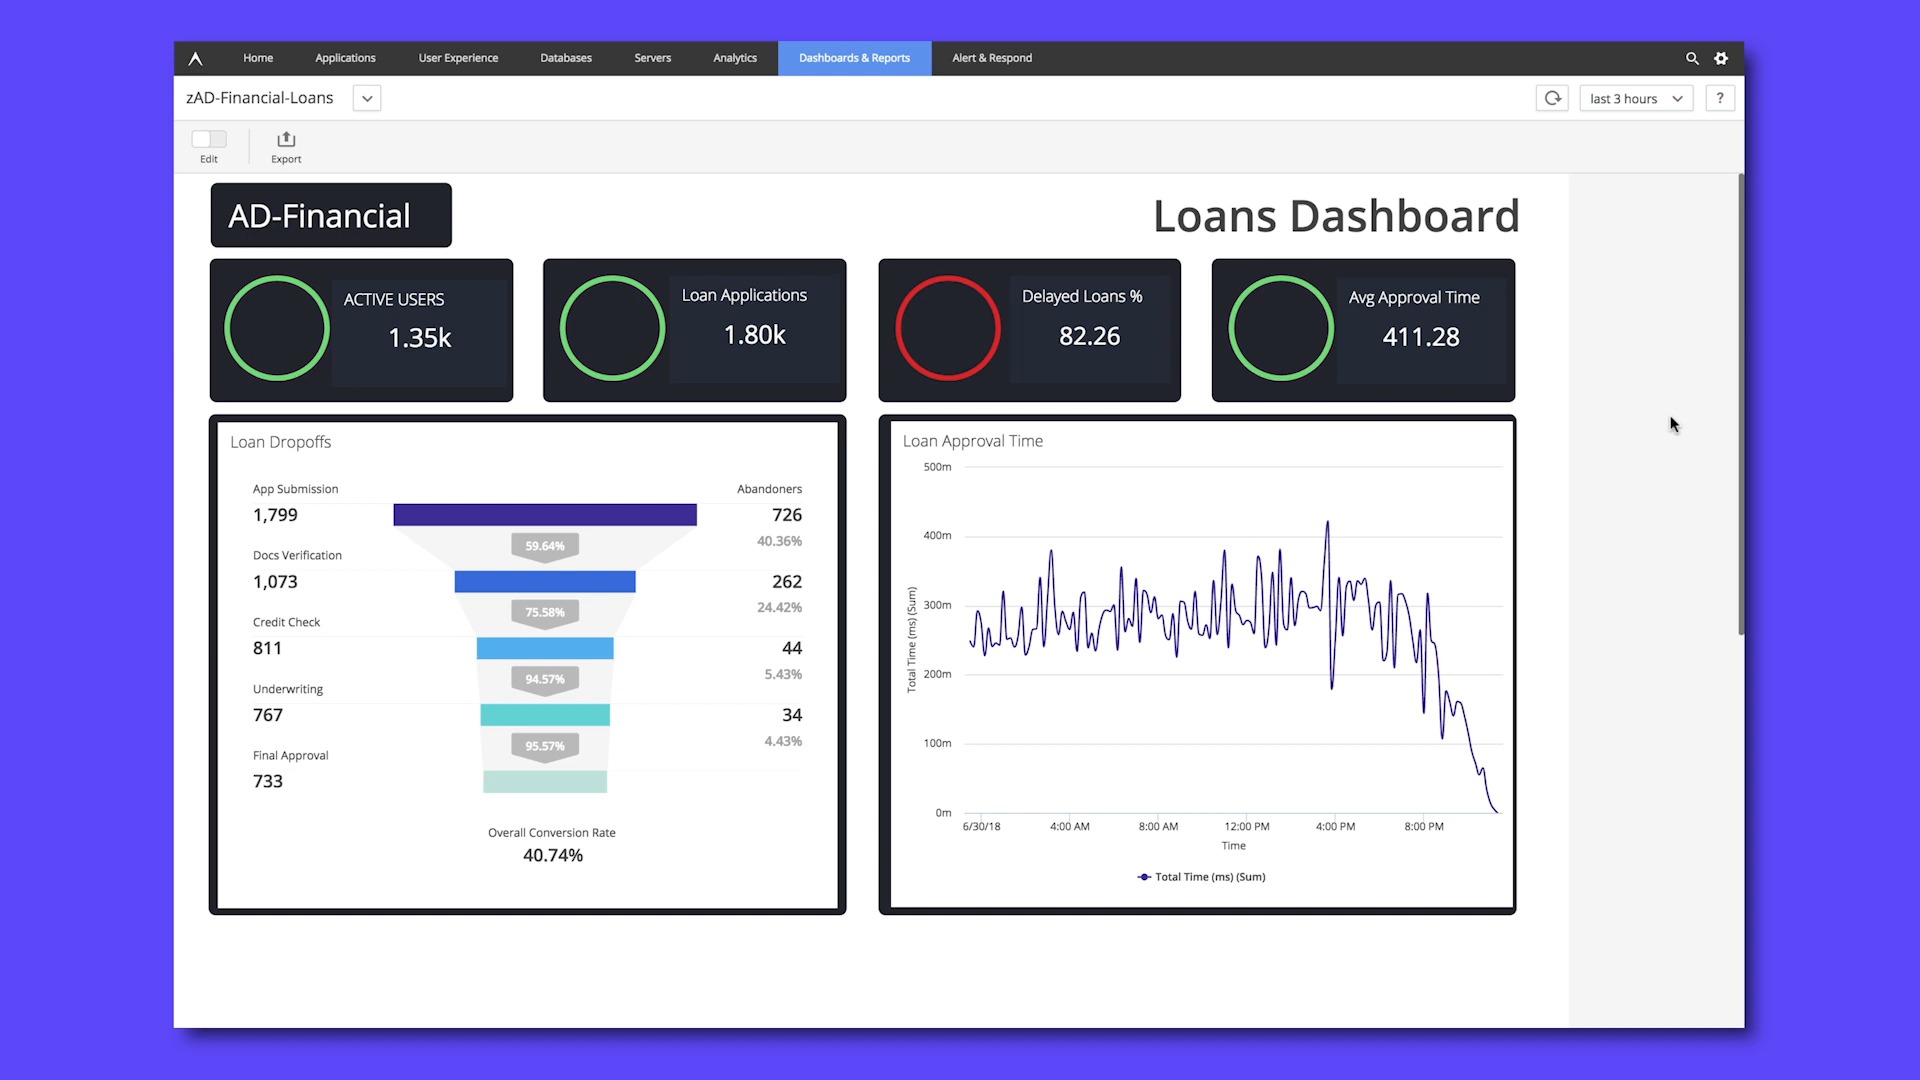 Home Applications User Experience Databases Servers Analytics Dashboards & Reports Alert & Respond
zAD-Financial-Loans
last 3 hours
?
Edit
Export
AD-Financial
Loans Dashboard
ACTIVE USERS
1.35k
Loan Applications
1.80k
Delayed Loans %
82.26
Avg Approval Time
411.28
Loan Dropoffs
App Submission
Abandoners
1,799
726
59.64%
40.36%
Docs Verification
1,073
262
75.58%
24.42%
Credit Check
811
44
94.57%
5.43%
Underwriting
767
34
95.57%
4.43%
Final Approval
733
Overall Conversion Rate
40.74%
Loan Approval Time
500m
400m
300m
200m
100m
0m
Total Time (ms) (Sum)
6/30/18 4:00 AM 8:00 AM 12:00 PM 4:00 PM 8:00 PM
Time
Total Time (ms) (Sum)